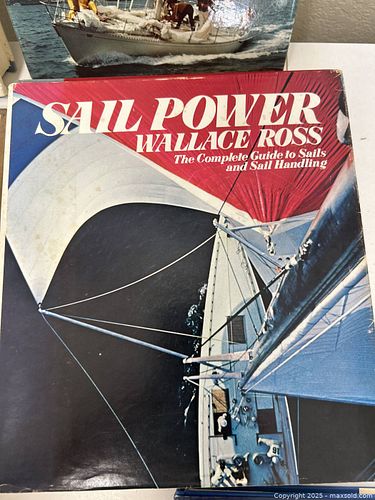 SAIL POWER
WALLACE ROSS
The Complete Guide to Sails
and Sail Handling
Copyright 2025 - maxsold.com